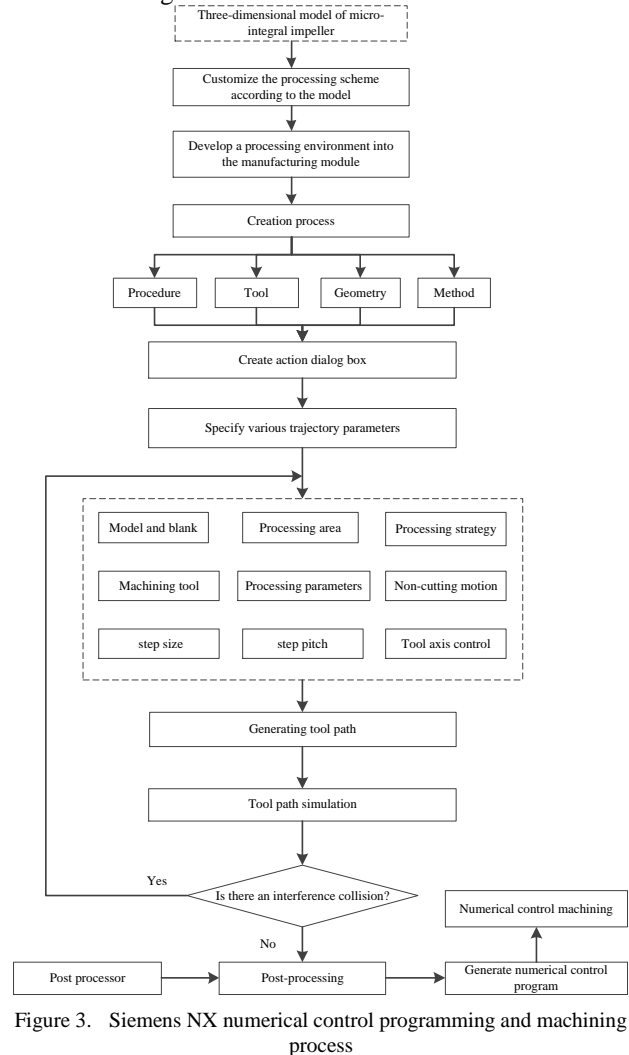 Three-dimensional model of micro-
integral impeller
Customize the processing scheme
according to the model
Develop a processing environment into
the manufacturing module
Creation process
Procedure
Tool
Geometry
Method
Create action dialog box
Specify various trajectory parameters
Model and blank
Processing area
Processing strategy
Machining tool
Processing parameters
Non-cutting motion
step size
step pitch
Tool axis control
Generating tool path
Tool path simulation
Yes
Is there an interference collision?
No
Numerical control machining
Post processor
Post-processing
Generate numerical control
program
Figure 3. Siemens NX numerical control programming and machining
process